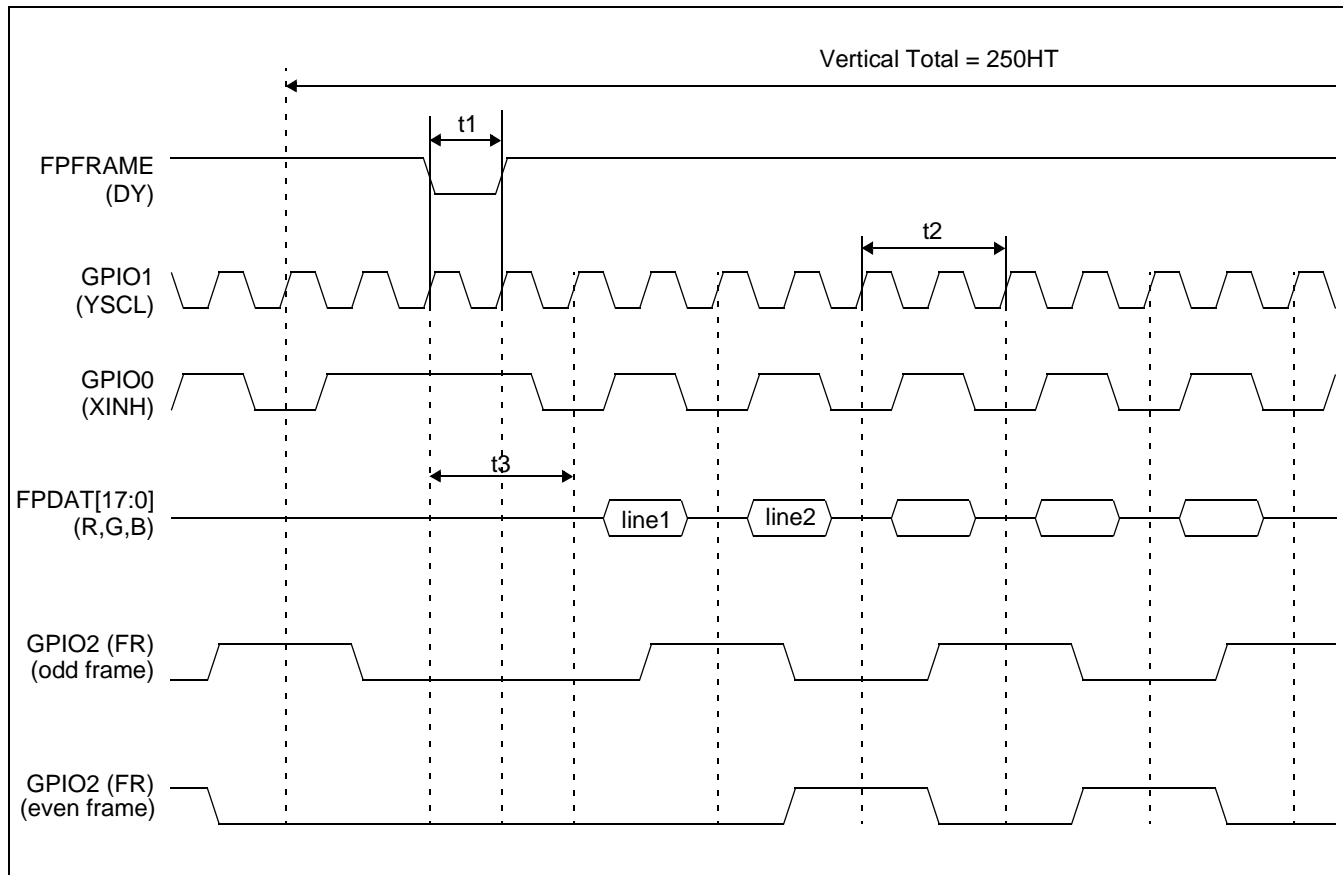 Vertical Total = 250HT
t1
FPFRAME
(DY)
t2
GPIO1
(YSCL)
GPIO0
(XINH)
t3
FPDAT[17:0]
(R,G,B)
line1
line2
GPIO2 (FR)
(odd frame)
GPIO2 (FR)
(even frame)